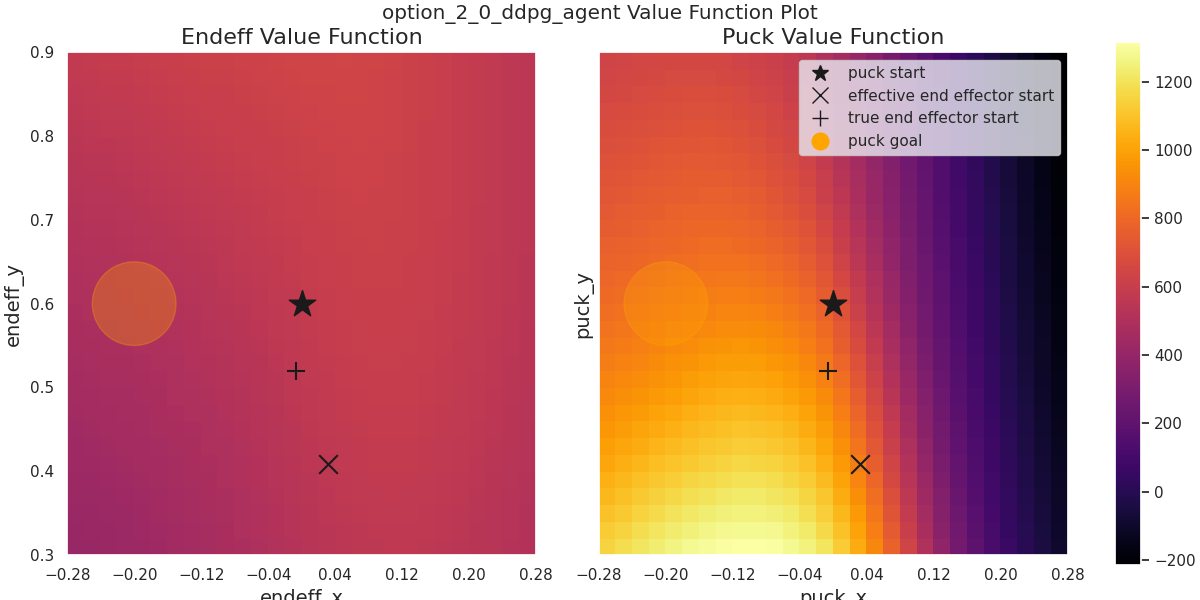 option_2_0_ddpg_agent Value Function Plot
Endeff Value Function
Puck Value Function
puck start
effective end effector start
true end effector start
puck goal
endeff_y
0.9
0.8
0.7
0.6
0.5
0.4
0.3
−0.28 −0.20 −0.12 −0.04 0.04 0.12 0.20 0.28
endeff_x
puck_y
−0.28 −0.20 −0.12 −0.04 0.04 0.12 0.20 0.28
puck_x
1200
1000
800
600
400
200
0
−200